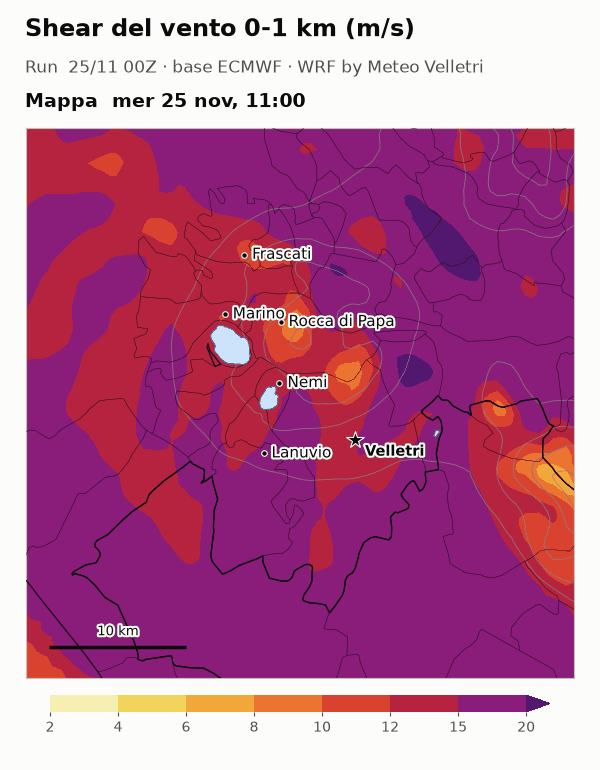 Shear del vento 0-1 km (m/s)
Run  25/11 00Z · base ECMWF · WRF by Meteo Velletri
Mappa  mer 25 nov, 11:00
Frascati
Marino
Rocca di Papa
Nemi
Velletri
Lanuvio
10 km
2 4 6 8 10 12 15 20